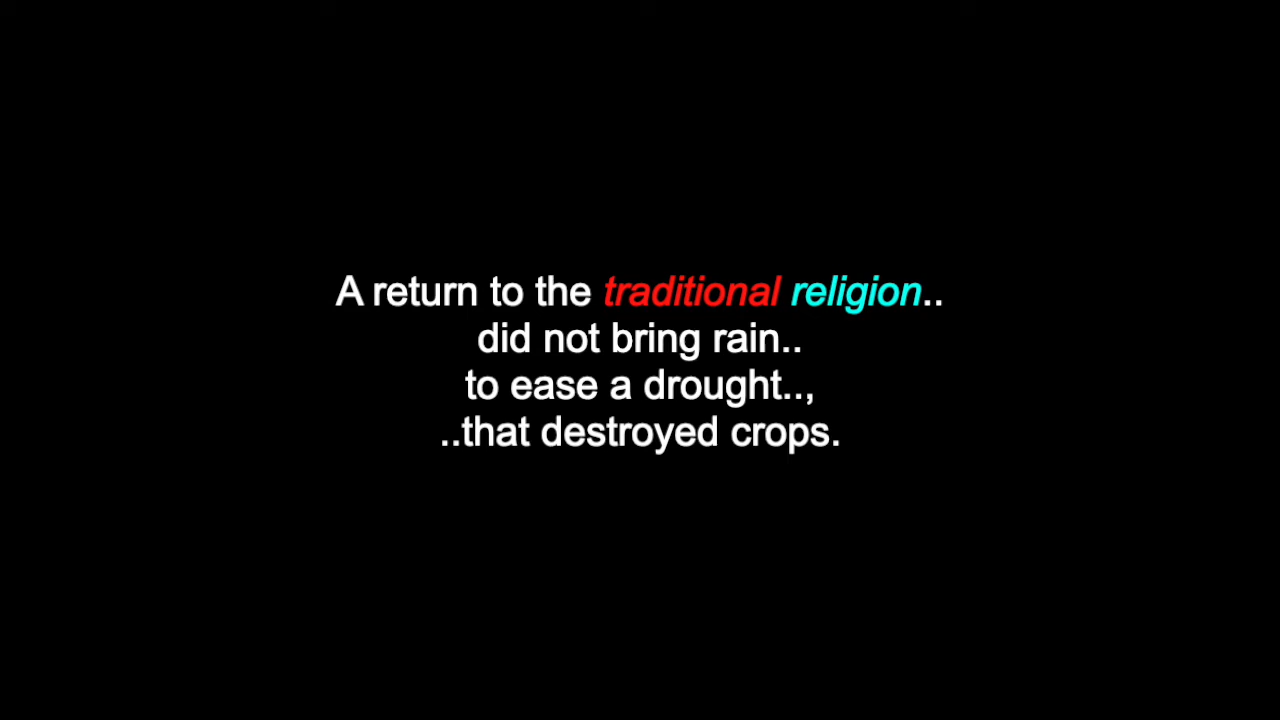 A return to the traditional religion..
did not bring rain..
to ease a drought..,
..that destroyed crops.